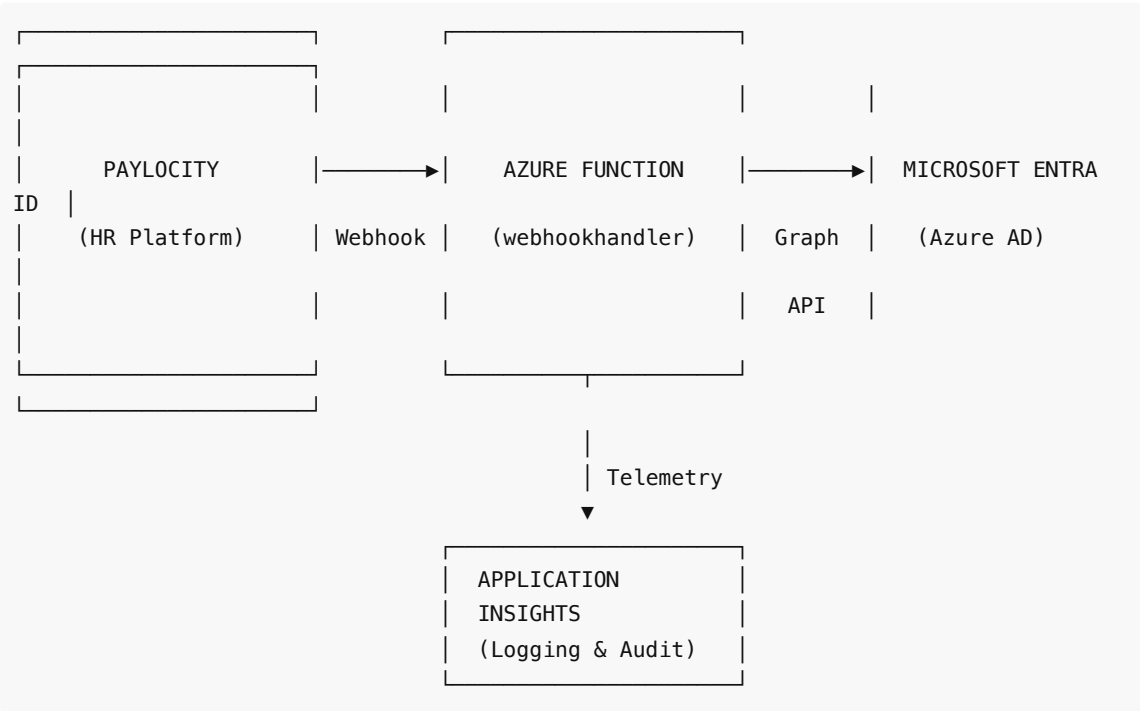 PAYLOCITY AZURE FUNCTION MICROSOFT ENTRA
ID
(HR Platform) Webhook (webhookhandler) Graph (Azure AD)
API
Telemetry
APPLICATION
INSIGHTS
(Logging & Audit)